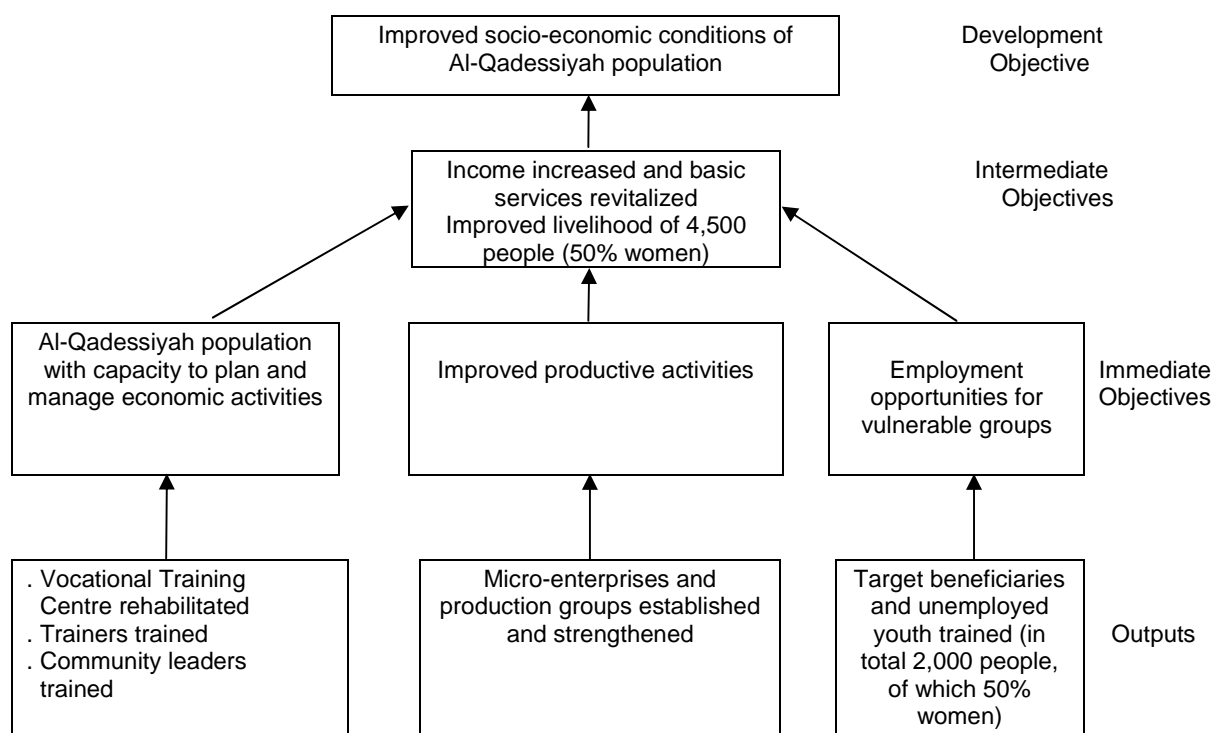 Improved socio-economic conditions of
Al-Qadessiyah population
Development
Objective
Income increased and basic
services revitalized
Improved livelihood of 4,500
people (50% women)
Intermediate
Objectives
Al-Qadessiyah population
with capacity to plan and
manage economic activities
Improved productive activities
Employment
opportunities for
vulnerable groups
Immediate
Objectives
. Vocational Training
Centre rehabilitated
. Trainers trained
. Community leaders
trained
Micro-enterprises and
production groups established
and strengthened
Target beneficiaries
and unemployed
youth trained (in
total 2,000 people,
of which 50%
women)
Outputs